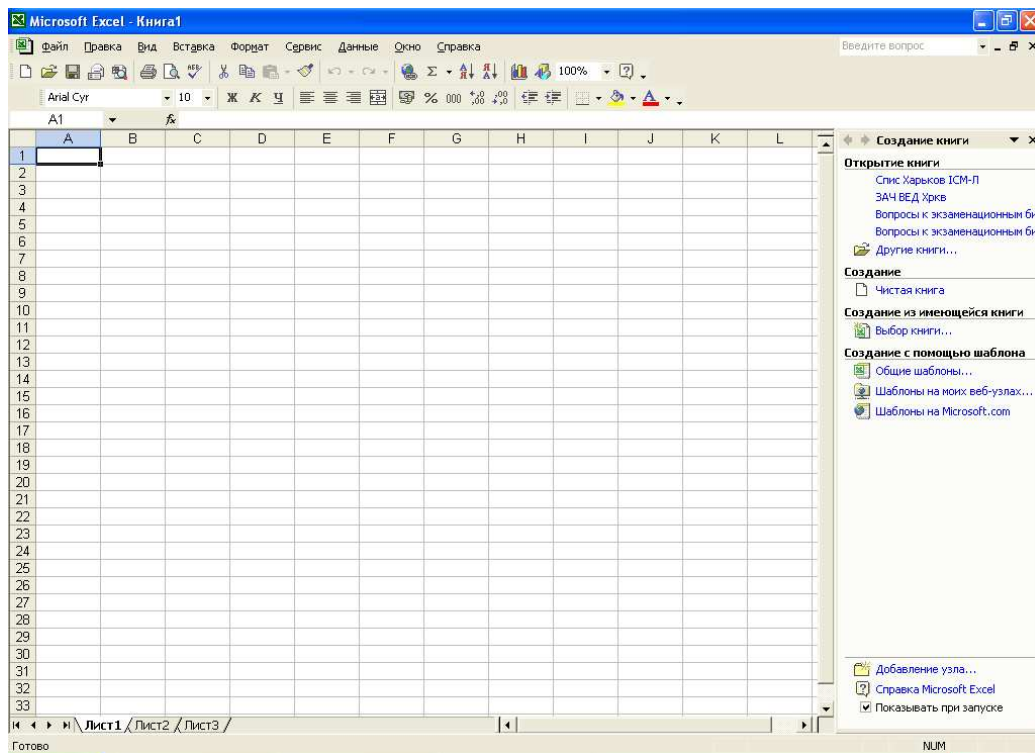 Microsoft Excel - Книга1
Файл Правка Вид Вставка Формат Сервис Данные Окно Справка Введите вопрос
100%
Arial Cyr 10 Ж К Ч % 000
A1 fx
A B C D E F G H I J K L
1
2
3
4
5
6
7
8
9
10
11
12
13
14
15
16
17
18
19
20
21
22
23
24
25
26
27
28
29
30
31
32
33
Лист1 Лист2 Лист3
Готово NUM
Создание книги
Открытие книги
Спис Харьков ІСМ-Л
ЗАЧ ВЕД Хркв
Вопросы к экзаменационным би
Вопросы к экзаменационным би
Другие книги...
Создание
Чистая книга
Создание из имеющейся книги
Выбор книги...
Создание с помощью шаблона
Общие шаблоны...
Шаблоны на моих веб-узлах...
Шаблоны на Microsoft.com
Добавление узла...
Справка Microsoft Excel
Показывать при запуске